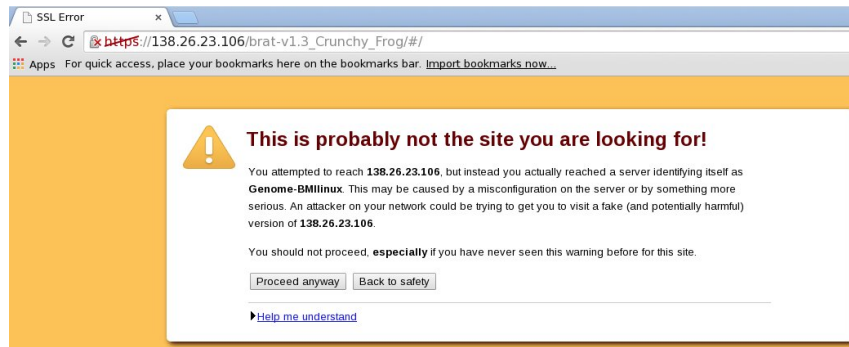 SSL Error
https://138.26.23.106/brat-v1.3_Crunchy_Frog/#/
Apps For quick access, place your bookmarks here on the bookmarks bar. Import bookmarks now...
This is probably not the site you are looking for!
You attempted to reach 138.26.23.106, but instead you actually reached a server identifying itself as
Genome-BMIlinux. This may be caused by a misconfiguration on the server or by something more
serious. An attacker on your network could be trying to get you to visit a fake (and potentially harmful)
version of 138.26.23.106.
You should not proceed, especially if you have never seen this warning before for this site.
Proceed anyway Back to safety
Help me understand